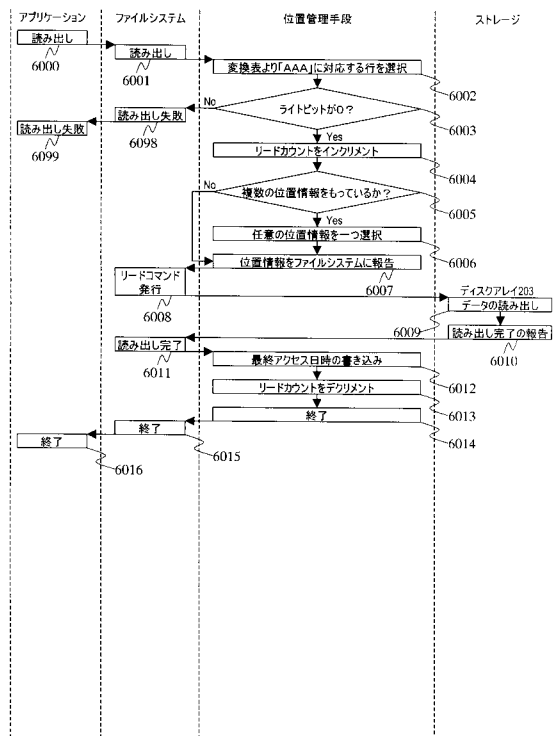 アプリケーション
ファイルシステム
位置管理手段
ストレージ
読み出し
6000
読み出し
6001
変換表より「AAA」に対応する行を選択
6002
ライトビットが0？
No
Yes
6003
読み出し失敗
6098
読み出し失敗
6099
リードカウントをインクリメント
6004
複数の位置情報をもっているか？
No
Yes
6005
任意の位置情報を一つ選択
6006
位置情報をファイルシステムに報告
6007
リードコマンド
発行
6008
ディスクアレイ203
データの読み出し
6009
読み出し完了の報告
6010
読み出し完了
6011
最終アクセス日時の書き込み
6012
リードカウントをデクリメント
6013
終了
6014
終了
6015
終了
6016